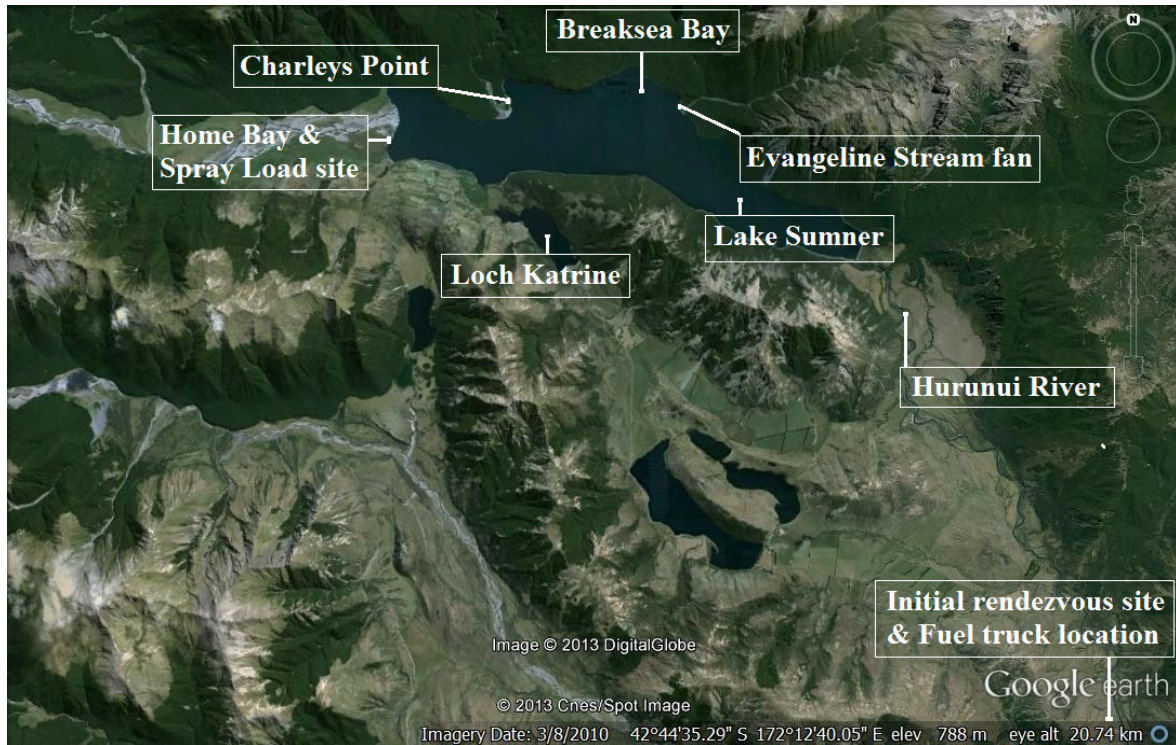 Breaksea Bay
Charleys Point
Home Bay &
Spray Load site
Evangeline Stream fan
Lake Sumner
Loch Katrine
Hurunui River
Initial rendezvous site
& Fuel truck location
Image © 2013 DigitalGlobe
Google earth
© 2013 Cnes/Spot Image
Imagery Date: 3/8/2010 42°44'35.29" S 172°12'40.05" E elev 788 m eye alt 20.74 km
N